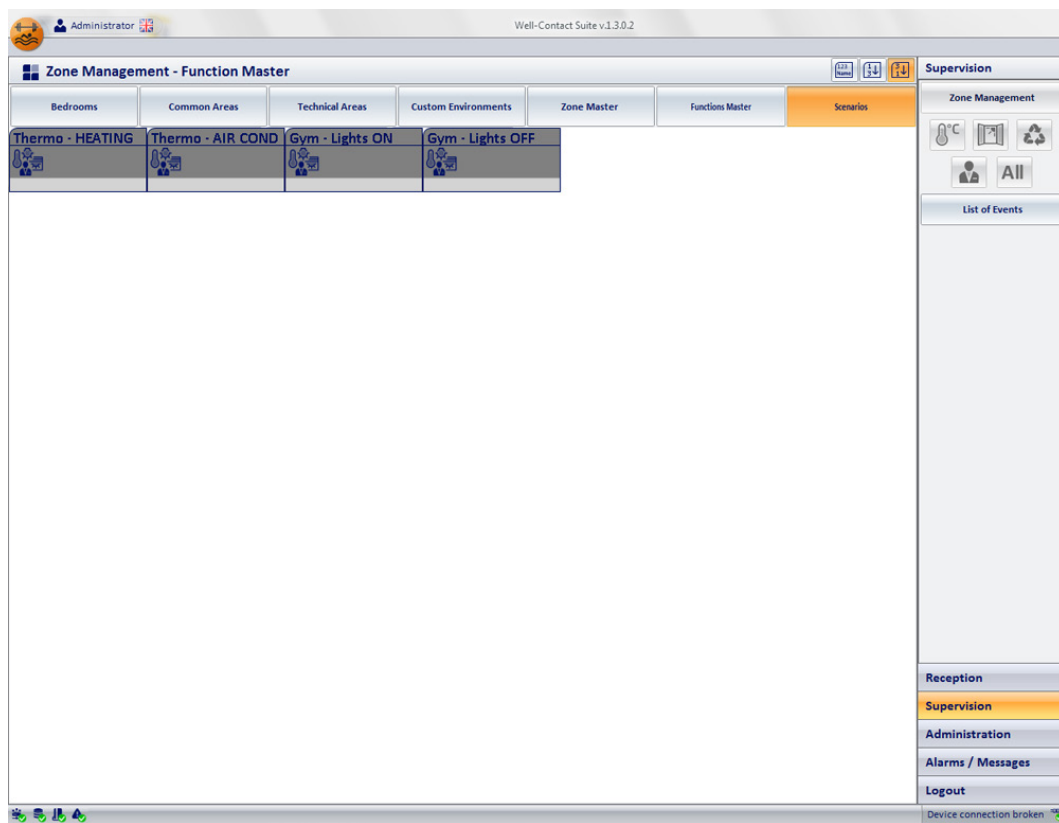 Administrator
Well-Contact Suite v.1.3.0.2
Zone Management - Function Master
Supervision
Bedrooms
Common Areas
Technical Areas
Custom Environments
Zone Master
Functions Master
Scenarios
Zone Management
Thermo - HEATING
Thermo - AIR COND
Gym - Lights ON
Gym - Lights OFF
°C
All
List of Events
Reception
Supervision
Administration
Alarms / Messages
Logout
Device connection broken